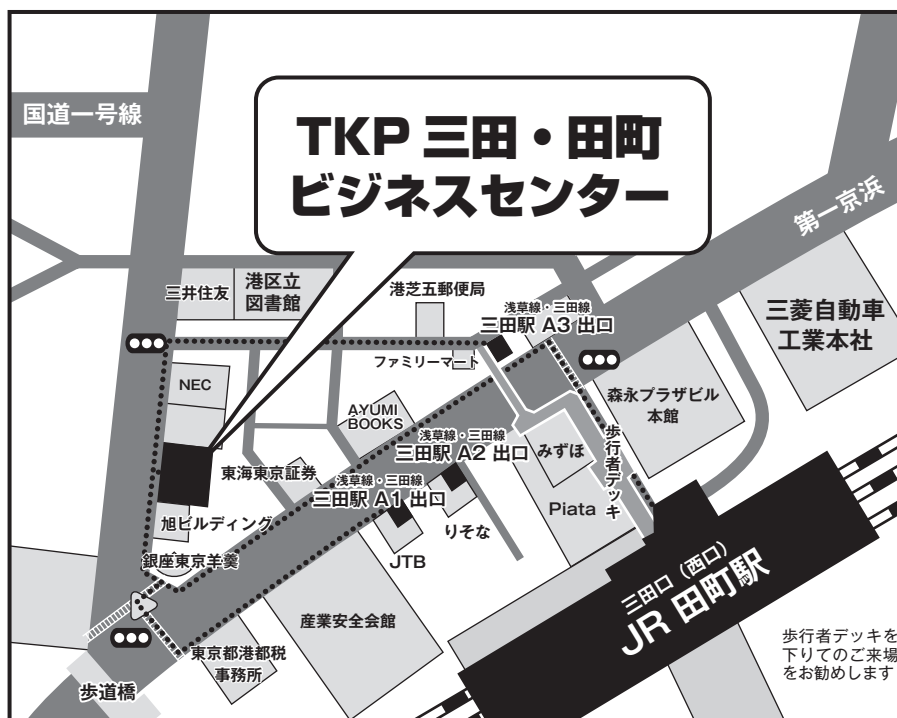 国道一号線
TKP 三田・田町
ビジネスセンター
第一京浜
三井住友
港区立
図書館
港芝五郵便局
浅草線・三田線
三田駅 A3 出口
三菱自動車
工業本社
ファミリーマート
NEC
森永プラザビル
本館
AYUMI
BOOKS
浅草線・三田線
三田駅 A2 出口
みずほ
歩行者デッキ
東海東京証券
浅草線・三田線
三田駅 A1 出口
Piata
旭ビルディング
りそな
銀座東京羊羹
JTB
三田口（西口）
JR 田町駅
産業安全会館
東京都港都税
事務所
歩道橋
歩行者デッキを
下りてのご来場
をお勧めします